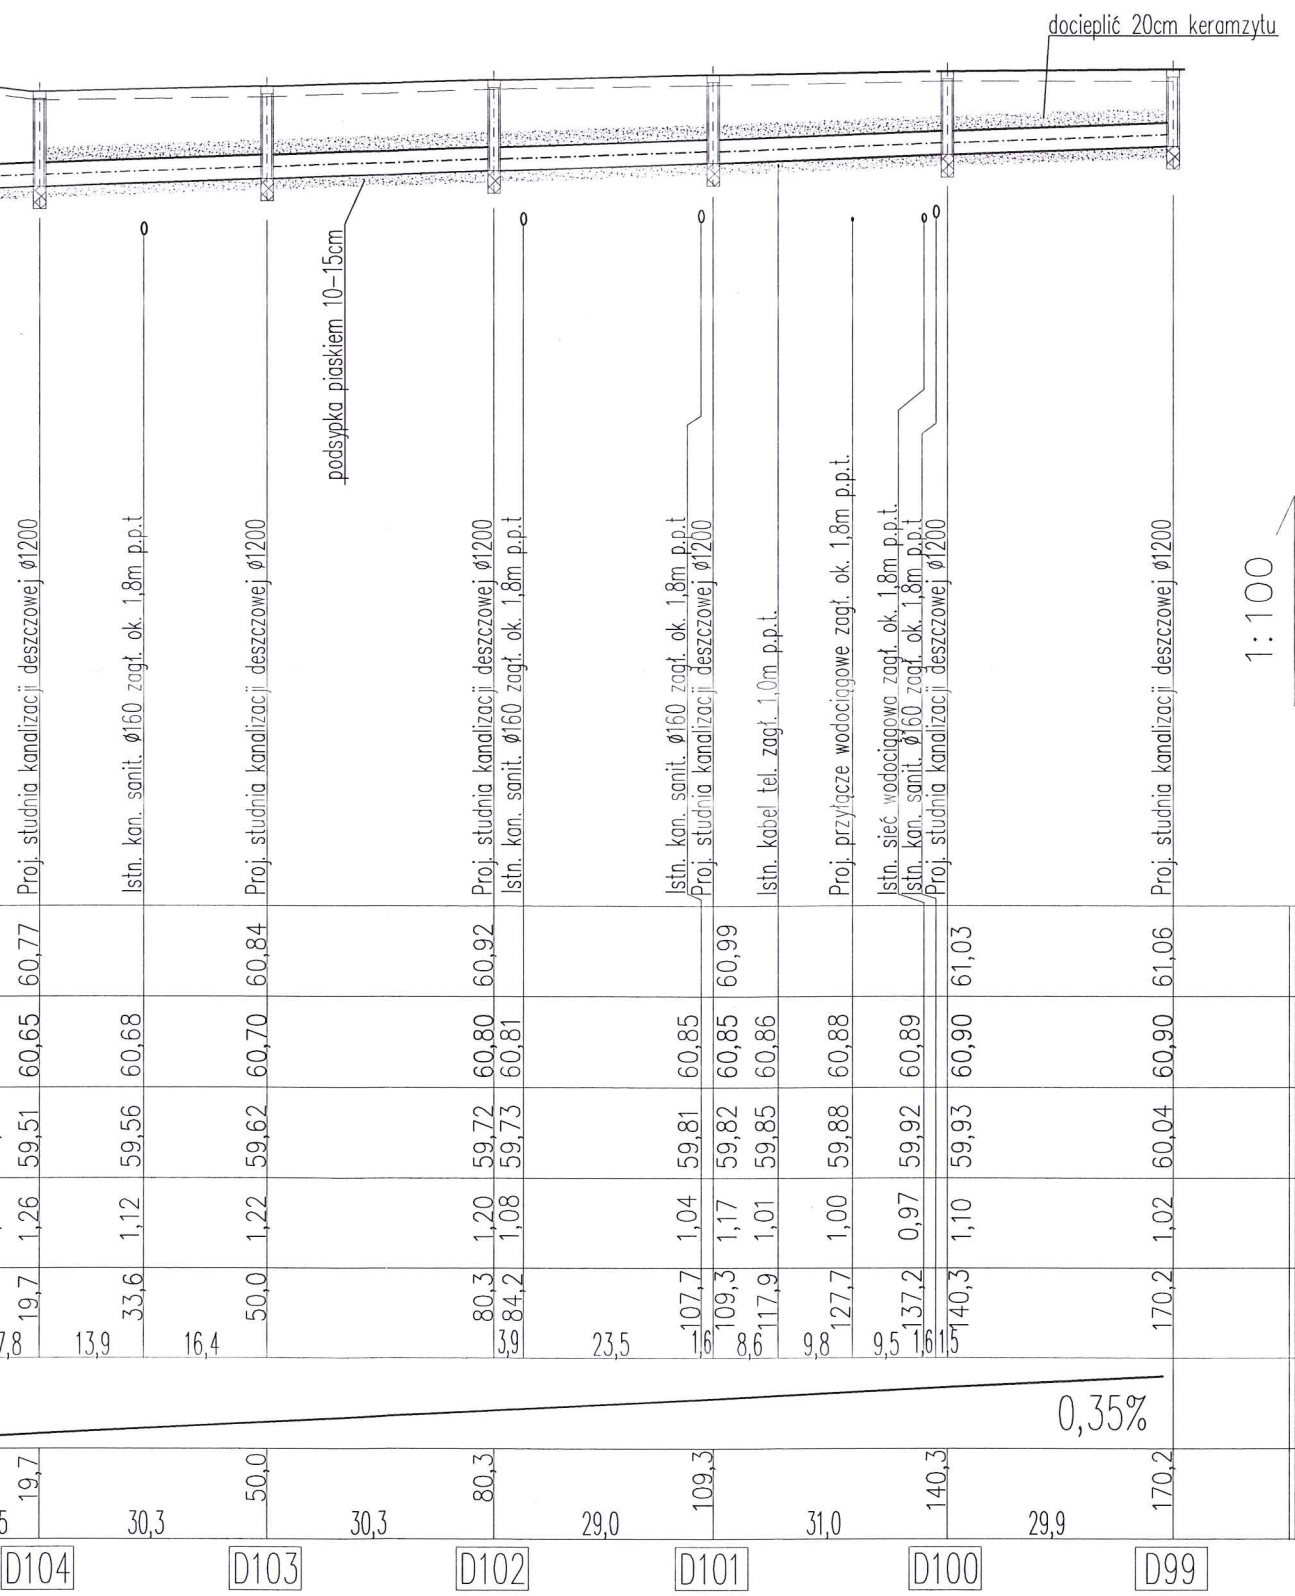 docieplić 20cm keramzytu
podsypka piaskiem 10-15cm
1:100
Proj. studnia kanalizacji deszczowej ø1200
Istn. kan. sanit. ø160 zagł. ok. 1,8m p.p.t
Proj. studnia kanalizacji deszczowej ø1200
Proj. studnia kanalizacji deszczowej ø1200
Istn. kan. sanit. ø160 zagł. ok. 1,8m p.p.t
Istn. kan. sanit. ø160 zagł. ok. 1,8m p.p.t
Proj. studnia kanalizacji deszczowej ø1200
Istn. kabel tel. zagł. 1,0m p.p.t.
Proj. przyłącze wodociągowe zagł. ok. 1,8m p.p.t.
Istn. sieć wodociągowa zagł. ok. 1,8m p.p.t.
Istn. kan. sanit. ø160 zagł. ok. 1,8m p.p.t
Proj. studnia kanalizacji deszczowej ø1200
Proj. studnia kanalizacji deszczowej ø1200
60,77 60,84 60,92 60,99 61,03 61,06
60,65 60,68 60,70 60,80 60,81 60,85 60,85 60,86 60,88 60,89 60,90 60,90
59,51 59,56 59,62 59,72 59,73 59,81 59,82 59,85 59,88 59,92 59,93 60,04
1,26 1,12 1,22 1,20 1,08 1,04 1,17 1,01 1,00 0,97 1,10 1,02
19,7 33,6 50,0 80,3 84,2 107,7 109,3 117,9 127,7 137,2 140,3 170,2
7,8 13,9 16,4 3,9 23,5 1,6 8,6 9,8 9,5 1,6 1,5
0,35%
19,7 50,0 80,3 109,3 140,3 170,2
5 30,3 30,3 29,0 31,0 29,9
D104 D103 D102 D101 D100 D99